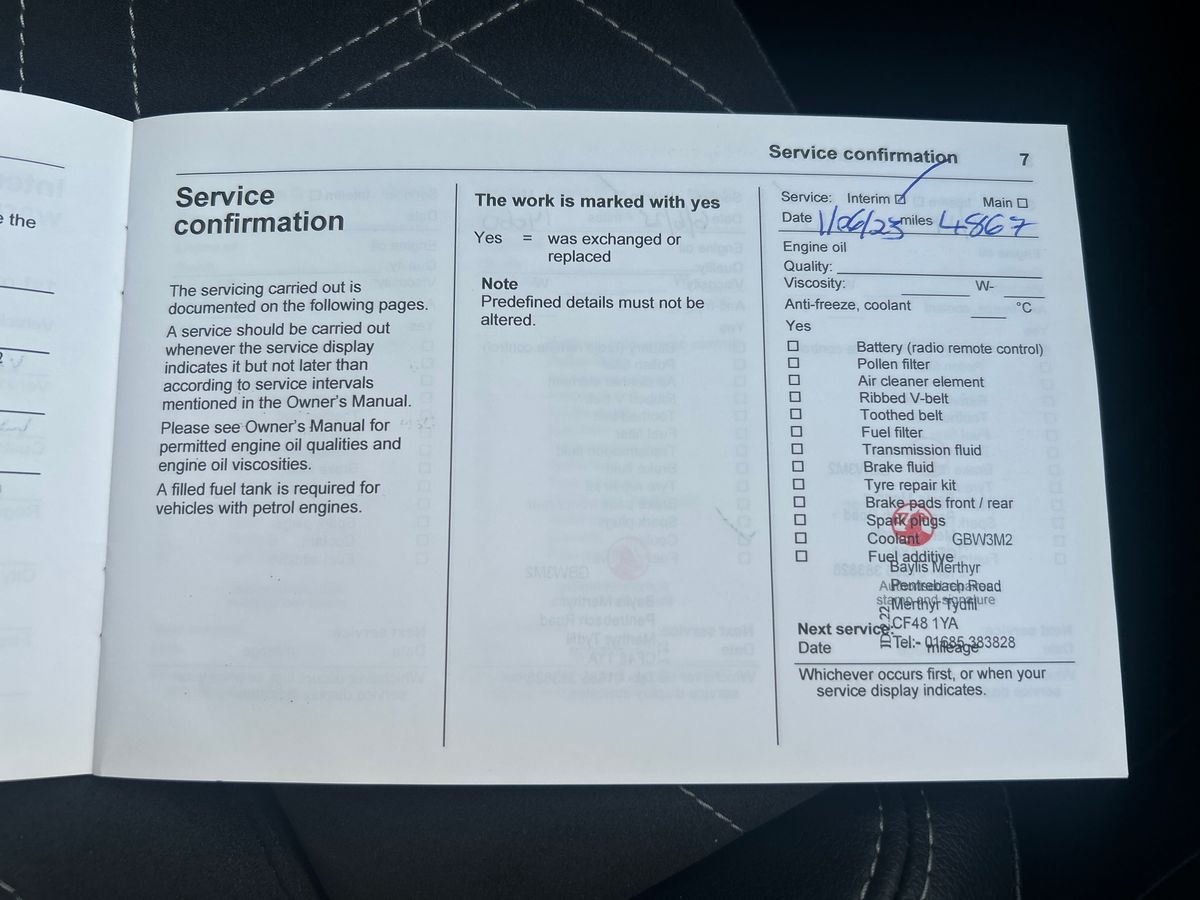 e the
Service confirmation 7
Service
confirmation
The servicing carried out is
documented on the following pages.
A service should be carried out
whenever the service display
indicates it but not later than
according to service intervals
mentioned in the Owner's Manual.
Please see Owner's Manual for
permitted engine oil qualities and
engine oil viscosities.
A filled fuel tank is required for
vehicles with petrol engines.
The work is marked with yes
Yes = was exchanged or
replaced
Note
Predefined details must not be
altered.
Service: Interim ☑ Main ☐
Date 1/06/23 miles 4867
Engine oil
Quality:
Viscosity: W-
Anti-freeze, coolant °C
Yes
☐ Battery (radio remote control)
☐ Pollen filter
☐ Air cleaner element
☐ Ribbed V-belt
☐ Toothed belt
☐ Fuel filter
☐ Transmission fluid
☐ Brake fluid
☐ Tyre repair kit
☐ Brake pads front / rear
☐ Spark plugs
☐ Coolant GBW3M2
☐ Fuel additive
Baylis Merthyr
Pentrebach Road
stamp and signature
Merthyr Tydfil
CF48 1YA
Next service:
Tel:- 01685 383828
Date mileage
Whichever occurs first, or when your
service display indicates.